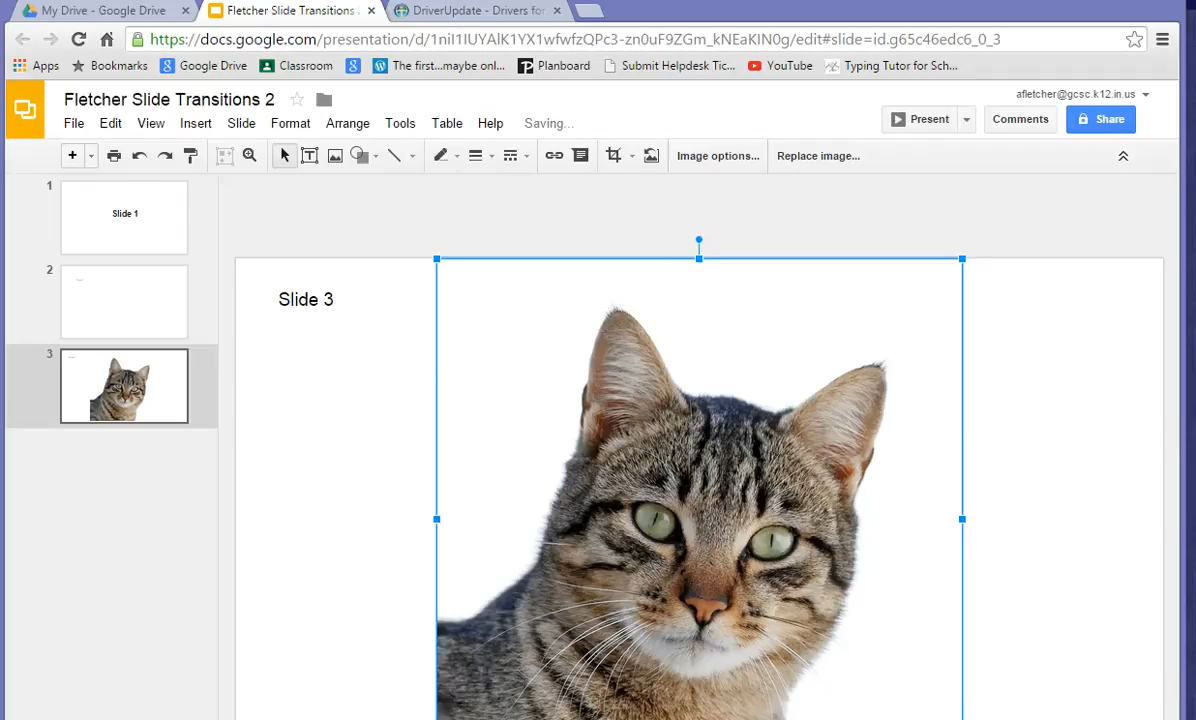 My Drive - Google Drive
Fletcher Slide Transitions
DriverUpdate - Drivers for
https://docs.google.com/presentation/d/1nil1IUYAlK1YX1wfwfzQPc3-zn0uF9ZGm_kNEaKIN0g/edit#slide=id.g65c46edc6_0_3
Apps Bookmarks Google Drive Classroom The first...maybe onl... Planboard Submit Helpdesk Tic... YouTube Typing Tutor for Sch...
Fletcher Slide Transitions 2
afletcher@gcsc.k12.in.us
File Edit View Insert Slide Format Arrange Tools Table Help Saving...
Present Comments Share
Image options... Replace image...
1
Slide 1
2
3
Slide 3